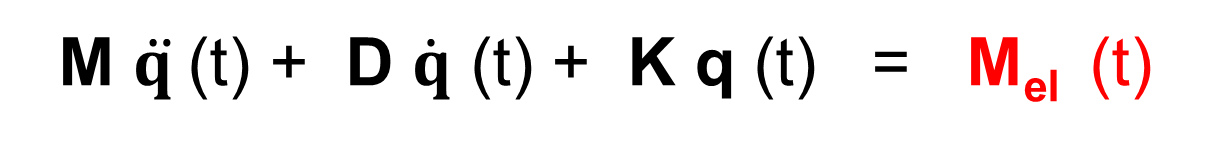 M q̈ (t) + D q̇ (t) + K q (t) = Mel (t)